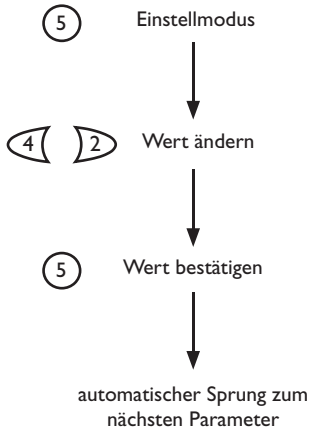 5 Einstellmodus
4 2 Wert ändern
5 Wert bestätigen
automatischer Sprung zum
nächsten Parameter